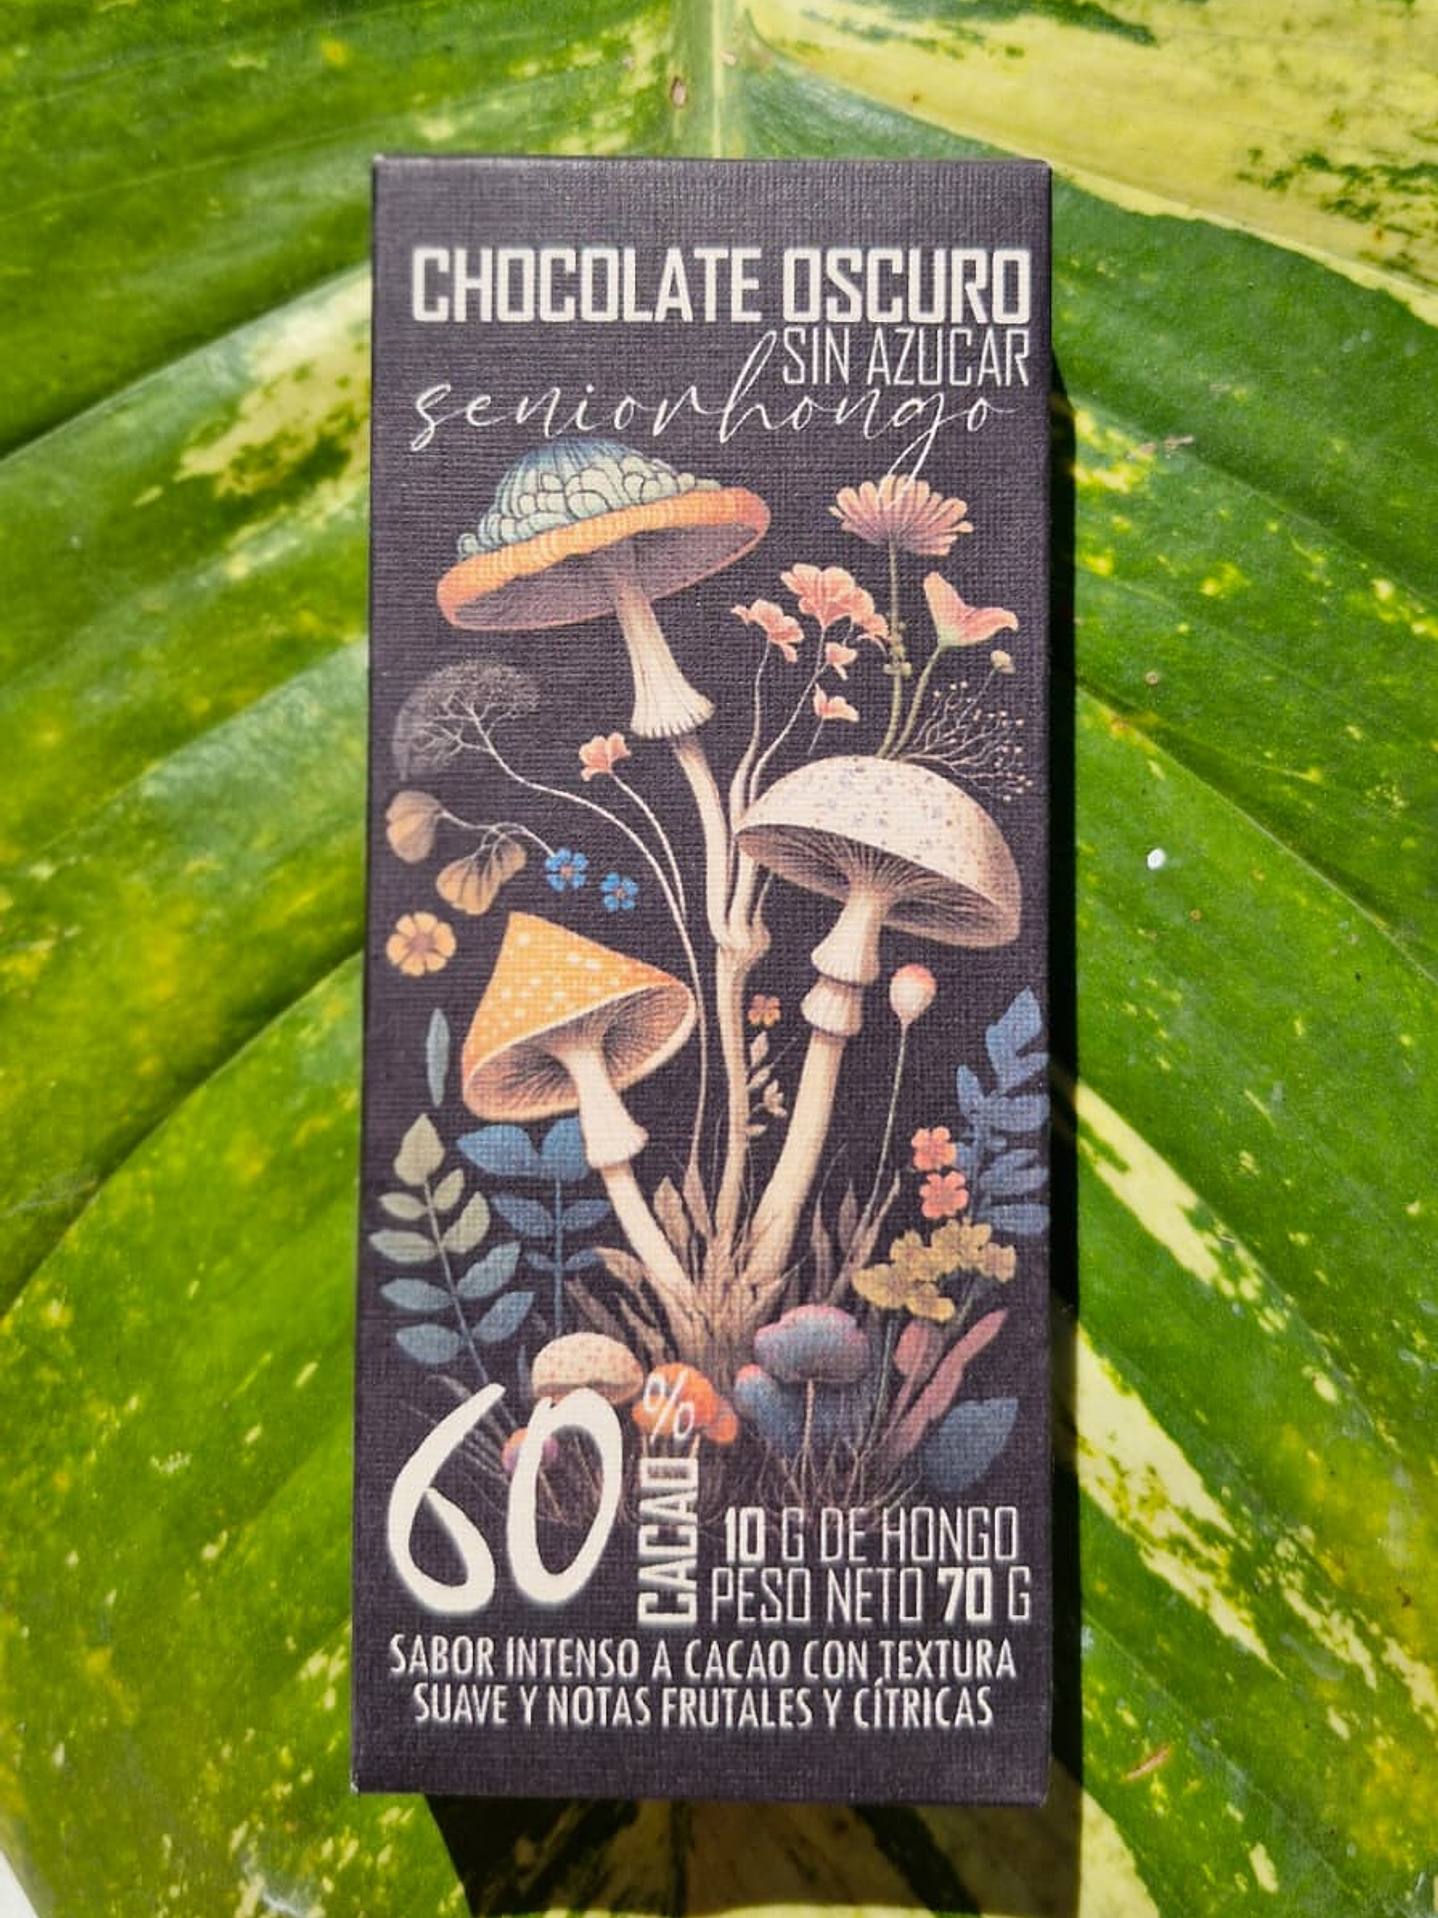 CHOCOLATE OSCURO
SIN AZUCAR
seniorhongo
60% CACAO
10 G DE HONGO
PESO NETO 70 G
SABOR INTENSO A CACAO CON TEXTURA
SUAVE Y NOTAS FRUTALES Y CÍTRICAS